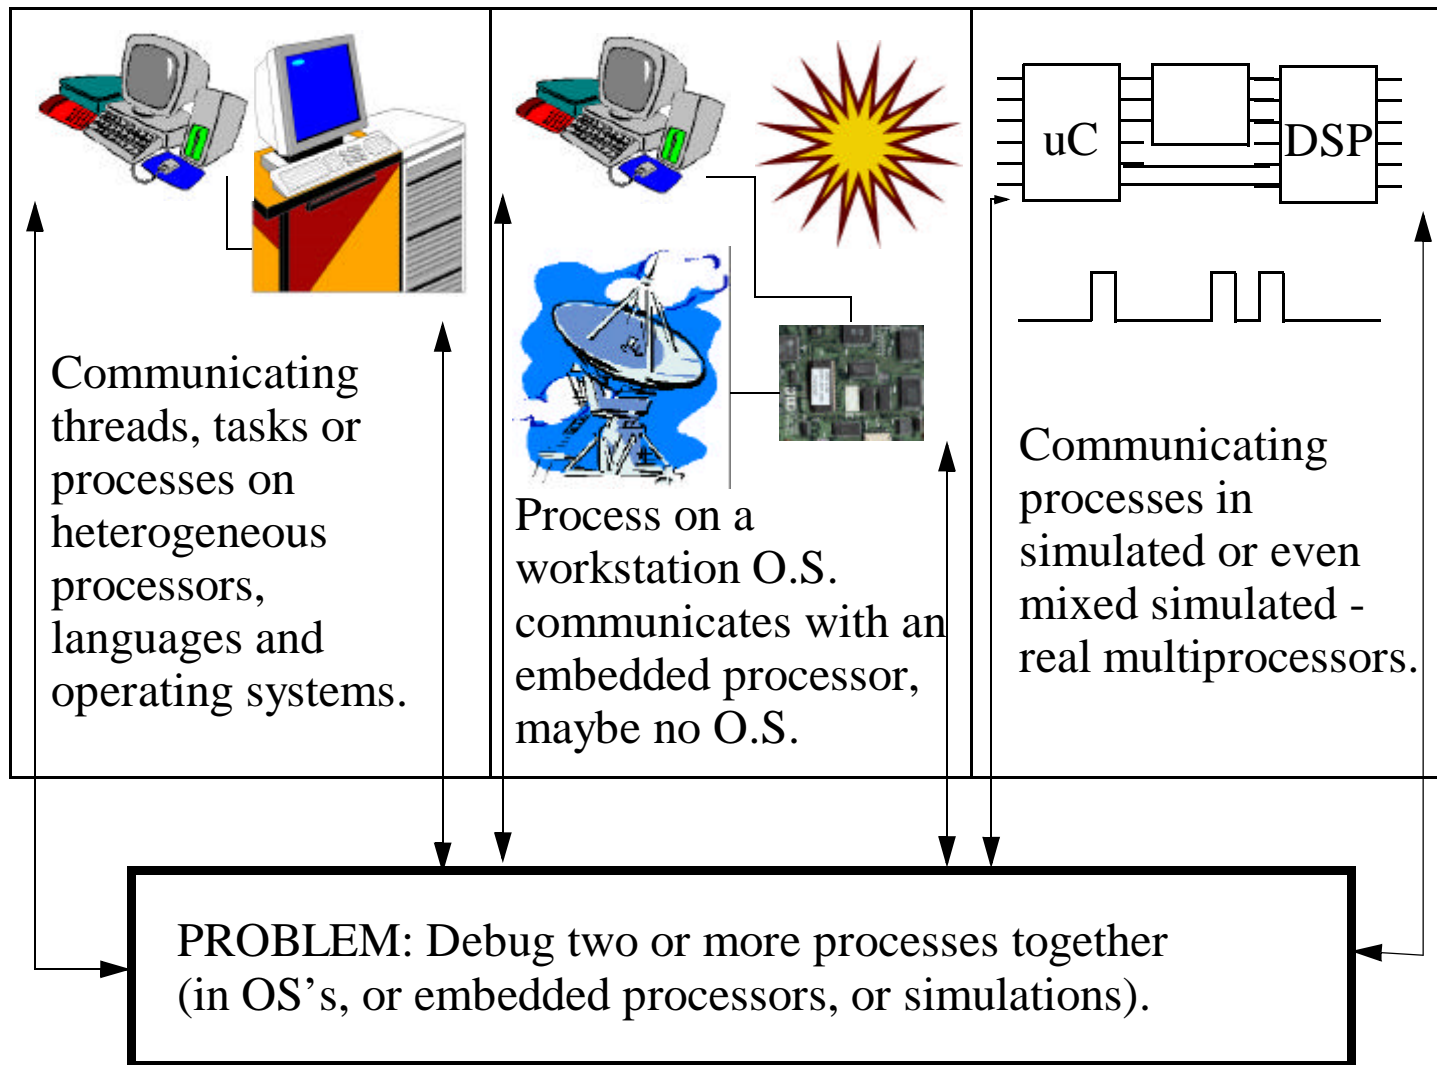 Communicating
threads, tasks or
processes on
heterogeneous
processors,
languages and
operating systems.
Process on a
workstation O.S.
communicates with an
embedded processor,
maybe no O.S.
uC
DSP
Communicating
processes in
simulated or even
mixed simulated -
real multiprocessors.
PROBLEM: Debug two or more processes together
(in OS’s, or embedded processors, or simulations).